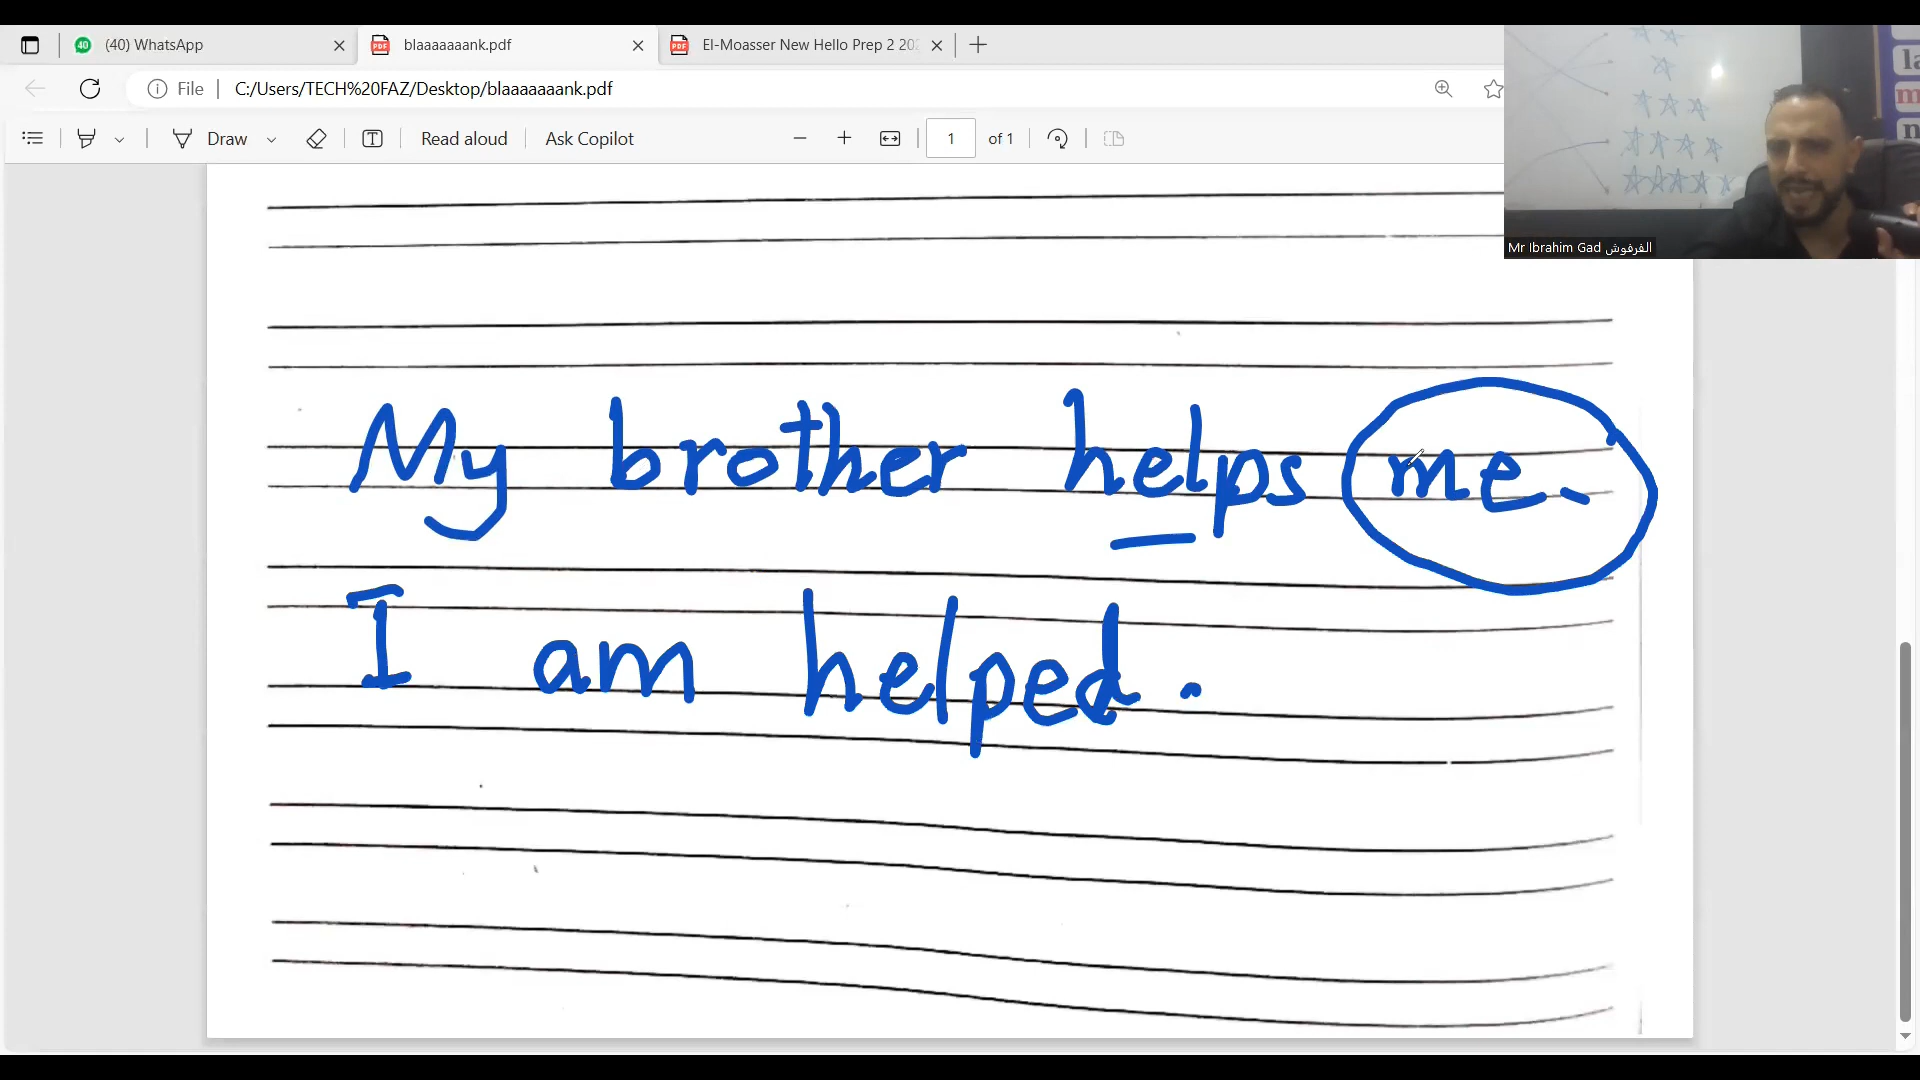 (40) WhatsApp
blaaaaaaank.pdf
El-Moasser New Hello Prep 2 202
File
C:/Users/TECH%20FAZ/Desktop/blaaaaaaank.pdf
Draw
Read aloud
Ask Copilot
1 of 1
Mr Ibrahim Gad الفرفوش
My brother helps me.
I am helped.